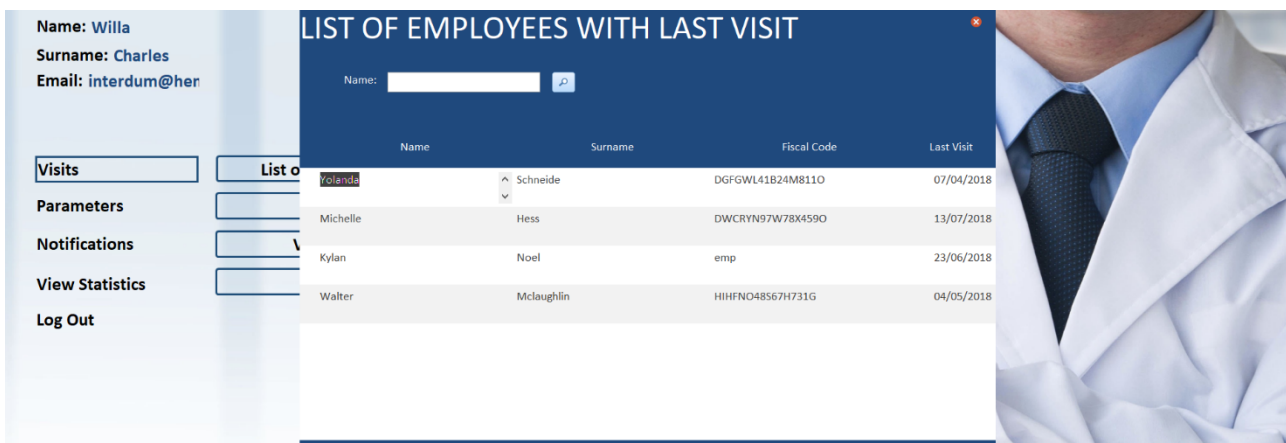 Name: Willa
Surname: Charles
Email: interdum@her
Visits
Parameters
Notifications
View Statistics
Log Out
List o
V
LIST OF EMPLOYEES WITH LAST VISIT
Name:
Name Surname Fiscal Code Last Visit
Yolanda Schneide DGFGWL41B24M811O 07/04/2018
Michelle Hess DWCRYN97W78X459O 13/07/2018
Kylan Noel emp 23/06/2018
Walter Mclaughlin HIHFNO48S67H731G 04/05/2018